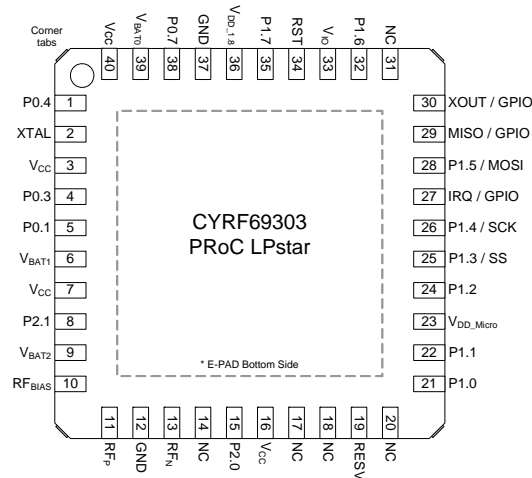 Corner
tabs
Vcc
VBAT0
P0.7
GND
VDD_1.8
P1.7
RST
VIO
P1.6
NC
40
39
38
37
36
35
34
33
32
31
P0.4 1
XTAL 2
VCC 3
P0.3 4
P0.1 5
VBAT1 6
VCC 7
P2.1 8
VBAT2 9
RFBIAS 10
30 XOUT / GPIO
29 MISO / GPIO
28 P1.5 / MOSI
27 IRQ / GPIO
26 P1.4 / SCK
25 P1.3 / SS
24 P1.2
23 VDD_Micro
22 P1.1
21 P1.0
CYRF69303
PRoC LPstar
* E-PAD Bottom Side
11
12
13
14
15
16
17
18
19
20
RFP
GND
RFN
NC
P2.0
VCC
NC
NC
RESV
NC